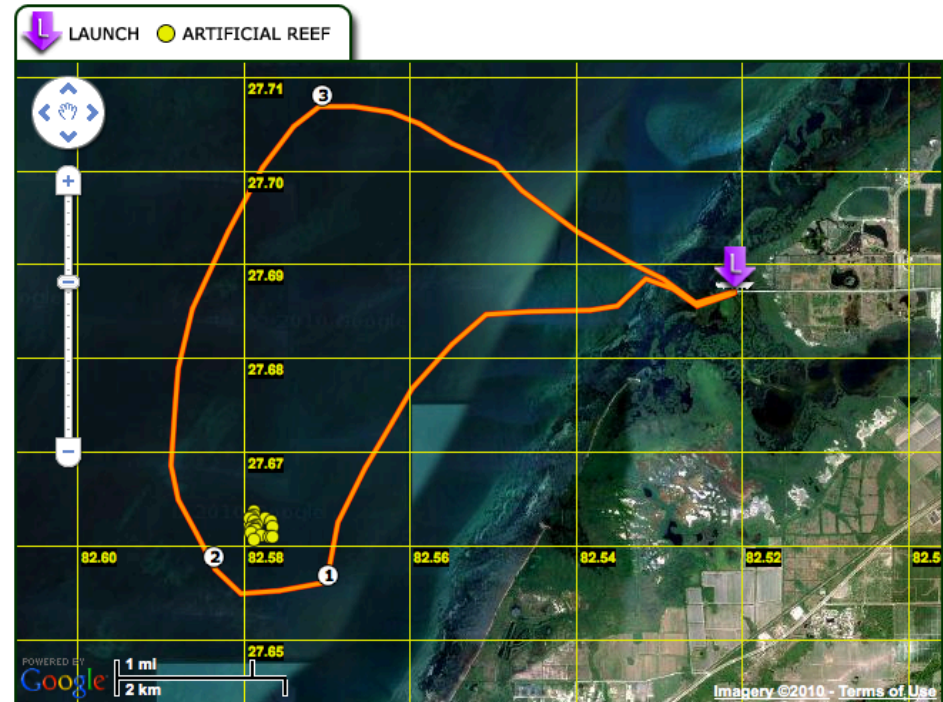 L LAUNCH ARTIFICIAL REEF
3
27.71
27.70
L
27.69
27.68
27.67
2
1
82.60
82.58
82.56
82.54
82.52
82.5
27.65
1 mi
2 km
POWERED BY
Google
Imagery ©2010 - Terms of Use